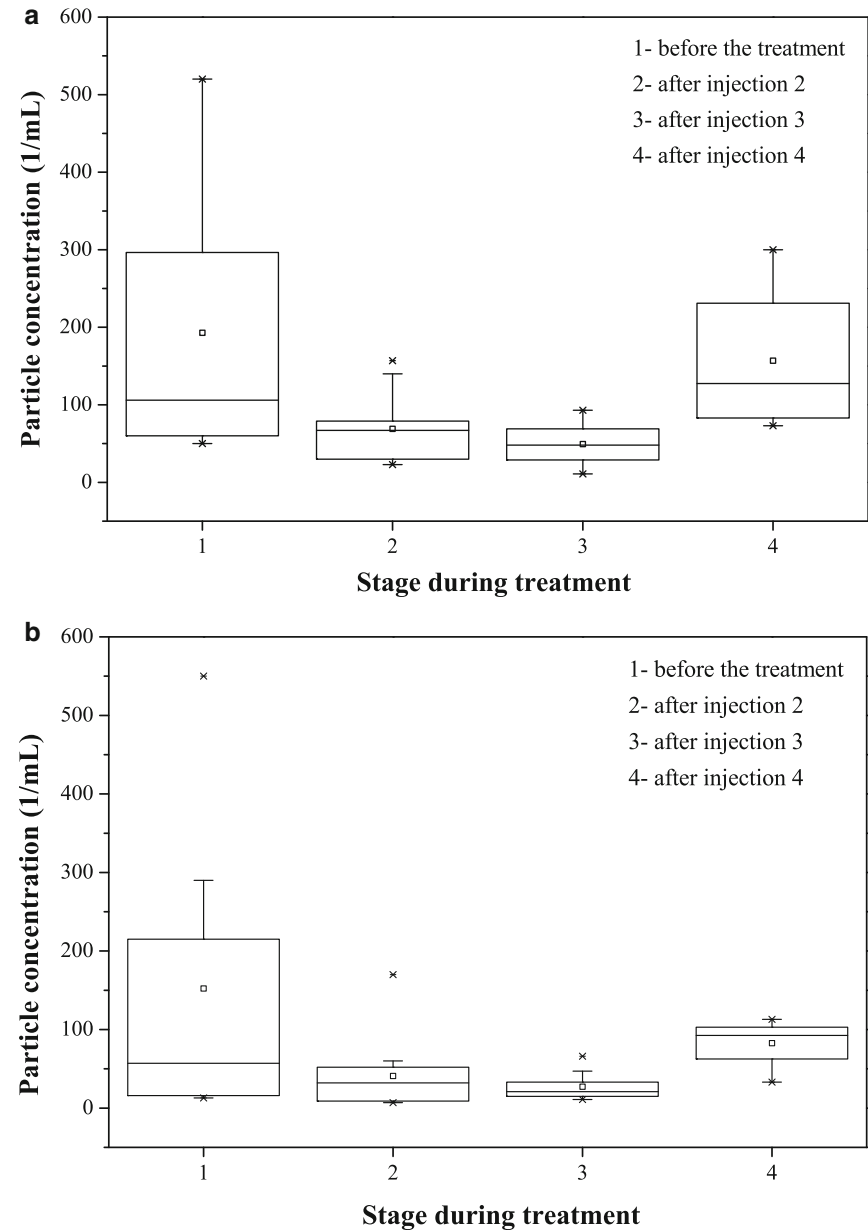 a
600
500
400
300
200
100
0
Particle concentration (1/mL)
1- before the treatment
2- after injection 2
3- after injection 3
4- after injection 4
1 2 3 4
Stage during treatment
b
600
500
400
300
200
100
0
Particle concentration (1/mL)
1- before the treatment
2- after injection 2
3- after injection 3
4- after injection 4
1 2 3 4
Stage during treatment